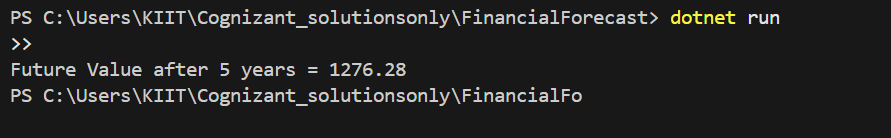 PS C:\Users\KIIT\Cognizant_solutionsonly\FinancialForecast> dotnet run
>>
Future Value after 5 years = 1276.28
PS C:\Users\KIIT\Cognizant_solutionsonly\FinancialFo